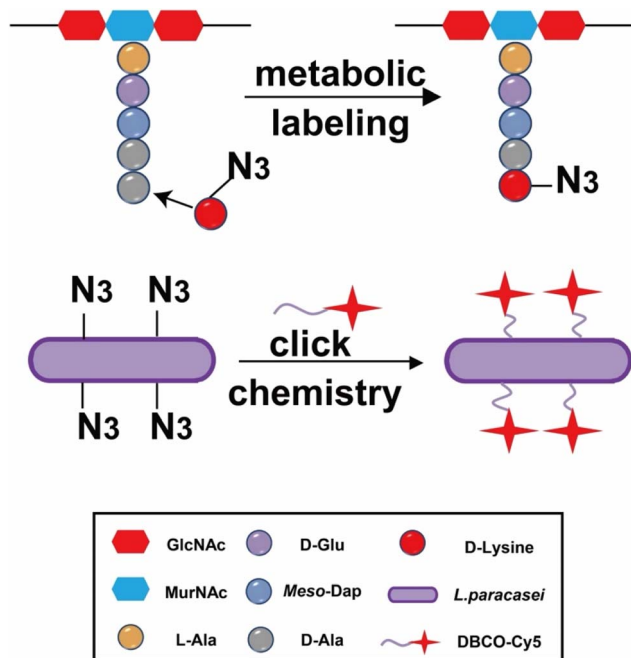 metabolic
labeling
N3
N3
N3 N3
click
chemistry
N3 N3
GlcNAc D-Glu D-Lysine
MurNAc Meso-Dap L.paracasei
L-Ala D-Ala DBCO-Cy5